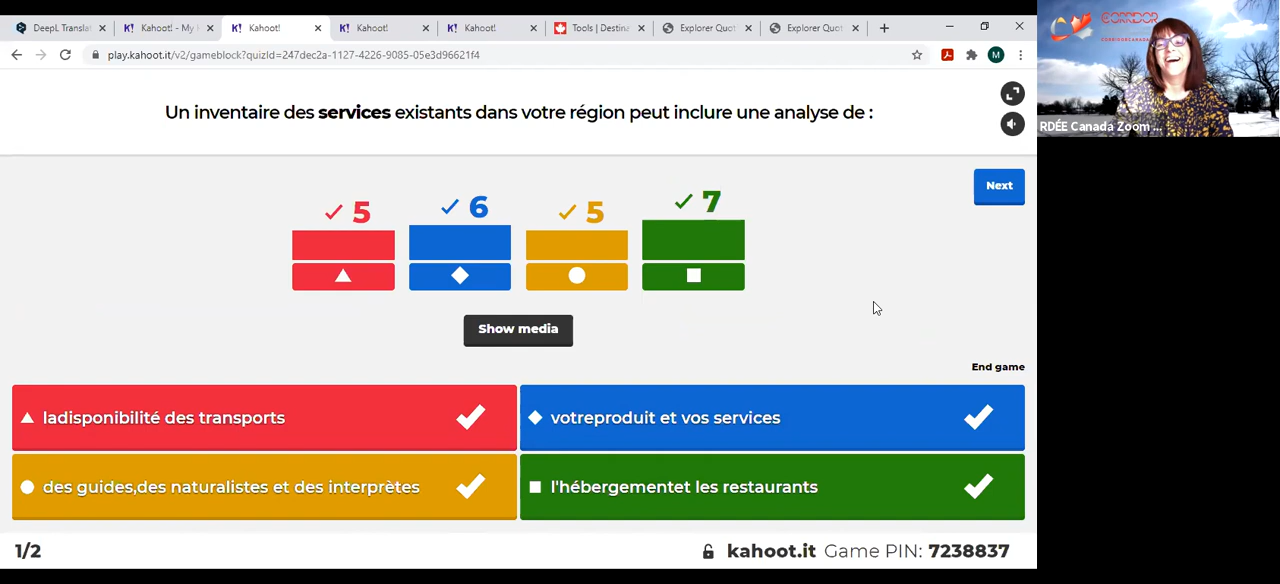 DeepL Translat
Kahoot! - My K
Kahoot!
Kahoot!
Kahoot!
Tools | Destina
Explorer Quot
Explorer Quot
play.kahoot.it/v2/gameblock?quizId=247dec2a-1127-4226-9085-05e3d96621f4
M
CORRIDOR
RDÉE Canada Zoom ...
Un inventaire des services existants dans votre région peut inclure une analyse de :
Next
5
6
5
7
Show media
End game
ladisponibilité des transports
votreproduit et vos services
des guides,des naturalistes et des interprètes
l'hébergementet les restaurants
1/2
kahoot.it Game PIN: 7238837